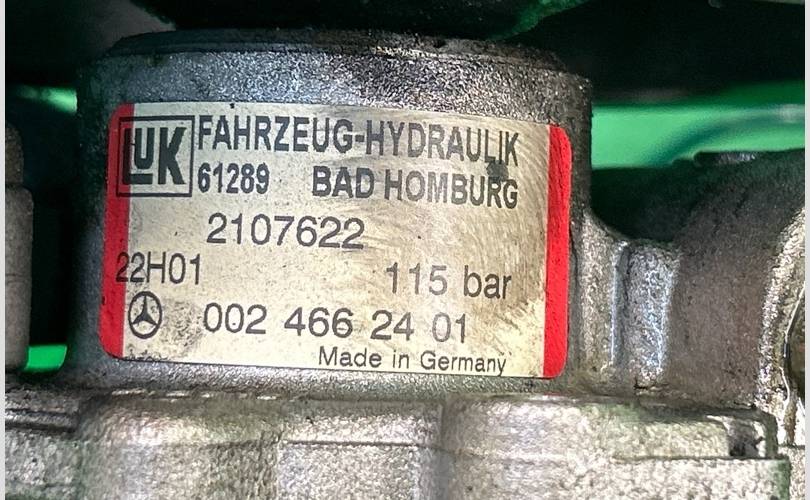 LUK FAHRZEUG-HYDRAULIK
61289 BAD HOMBURG
2107622
22H01 115 bar
002 466 24 01
Made in Germany